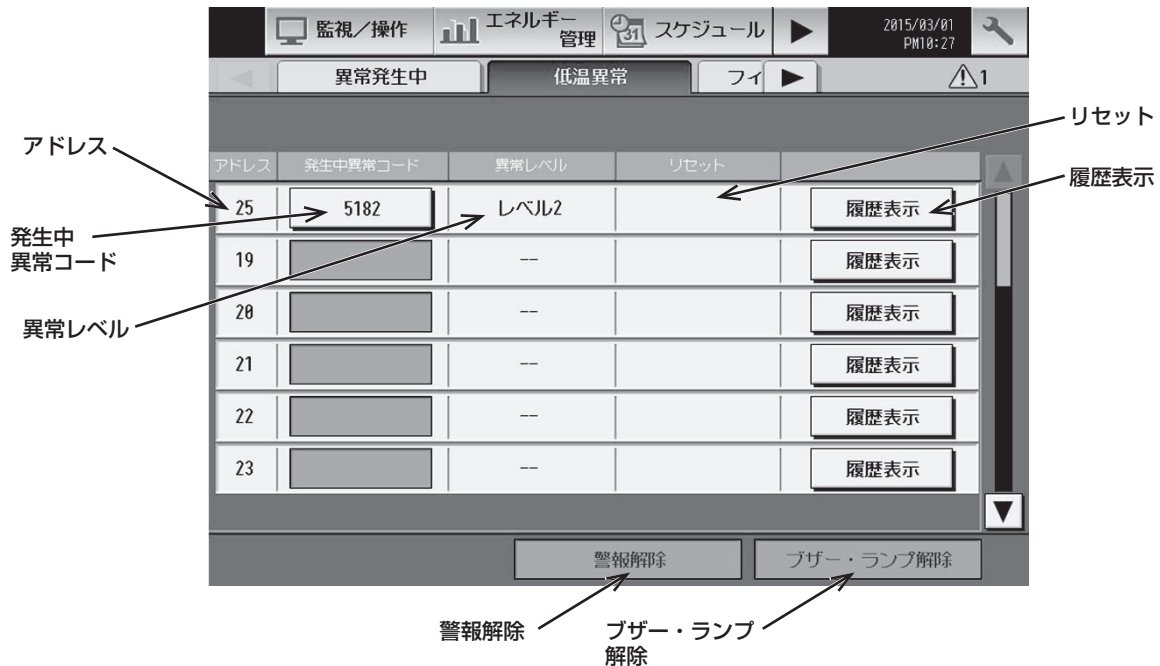 監視/操作
エネルギー
管理
31
スケジュール
2015/03/01
PM10:27
異常発生中
低温異常
フィ
1
アドレス
発生中異常コード
異常レベル
リセット
25
5182
レベル2
履歴表示
19
--
履歴表示
20
--
履歴表示
21
--
履歴表示
22
--
履歴表示
23
--
履歴表示
警報解除
ブザー・ランプ解除
アドレス
発生中
異常コード
異常レベル
リセット
履歴表示
警報解除
ブザー・ランプ
解除